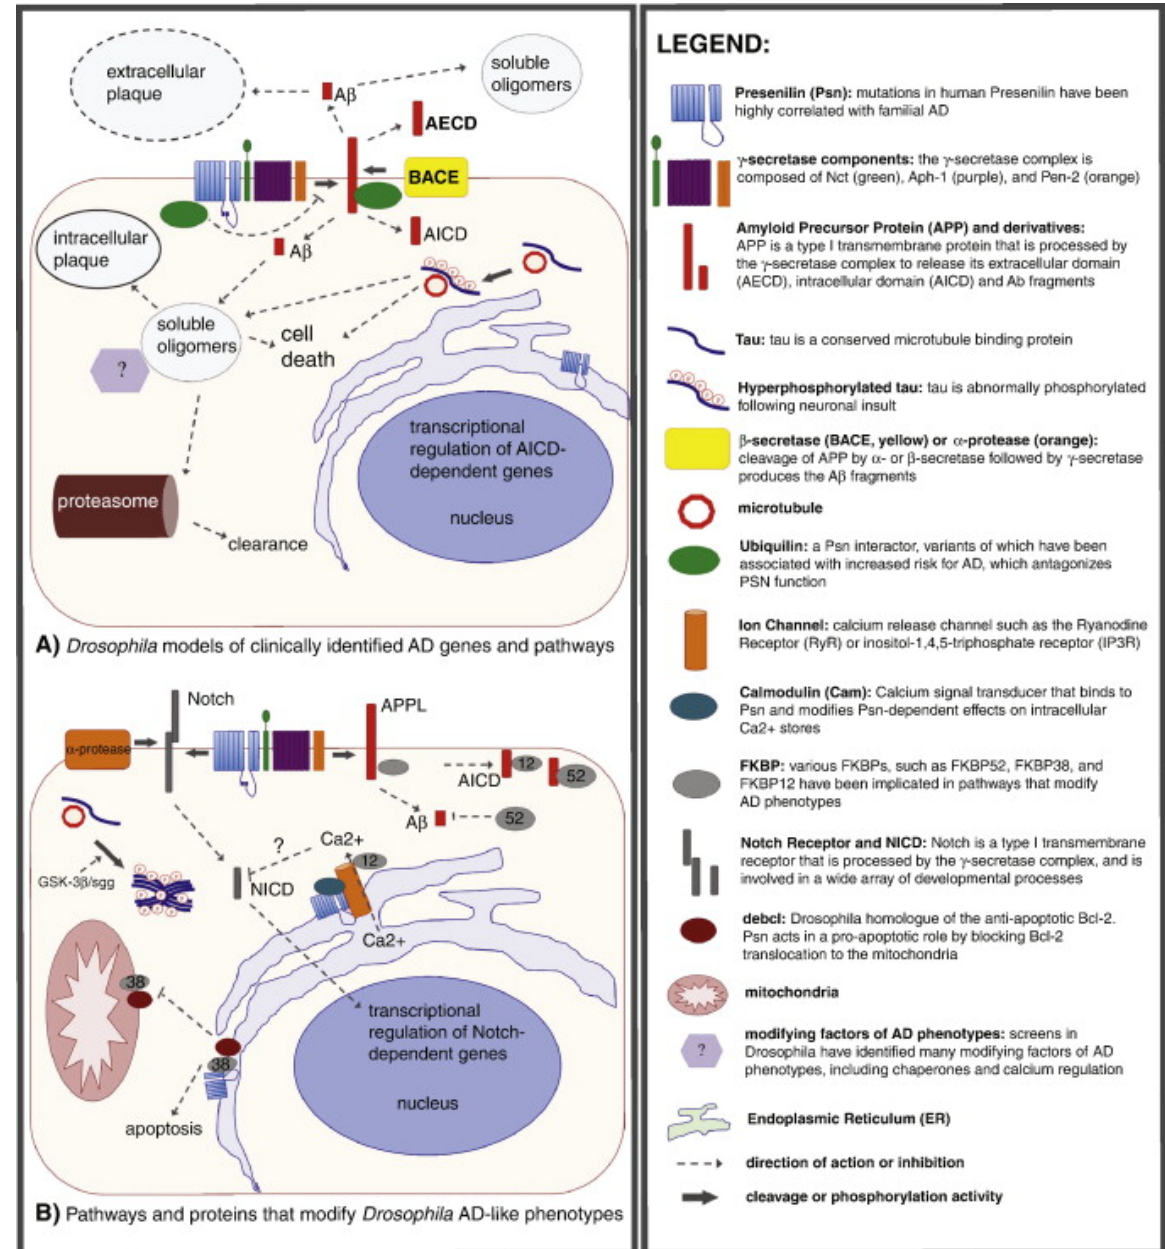 extracellular
plaque
soluble
oligomers
Aβ
AECD
BACE
intracellular
plaque
Aβ
AICD
P P P P P P
soluble
oligomers
cell
death
?
transcriptional
regulation of AICD-
dependent genes
nucleus
proteasome
clearance
A) Drosophila models of clinically identified AD genes and pathways
Notch
APPL
α-protease
12
AICD
52
Aβ
52
?
Ca2+
12
GSK-3β/sgg
NICD
Ca2+
38
transcriptional
regulation of Notch-
dependent genes
38
nucleus
apoptosis
B) Pathways and proteins that modify Drosophila AD-like phenotypes
LEGEND:
Presenilin (Psn): mutations in human Presenilin have been
highly correlated with familial AD
γ-secretase components: the γ-secretase complex is
composed of Nct (green), Aph-1 (purple), and Pen-2 (orange)
Amyloid Precursor Protein (APP) and derivatives:
APP is a type I transmembrane protein that is processed by
the γ-secretase complex to release its extracellular domain
(AECD), intracellular domain (AICD) and Ab fragments
Tau: tau is a conserved microtubule binding protein
Hyperphosphorylated tau: tau is abnormally phosphorylated
following neuronal insult
β-secretase (BACE, yellow) or α-protease (orange):
cleavage of APP by α- or β-secretase followed by γ-secretase
produces the Aβ fragments
microtubule
Ubiquilin: a Psn interactor, variants of which have been
associated with increased risk for AD, which antagonizes
PSN function
Ion Channel: calcium release channel such as the Ryanodine
Receptor (RyR) or inositol-1,4,5-triphosphate receptor (IP3R)
Calmodulin (Cam): Calcium signal transducer that binds to
Psn and modifies Psn-dependent effects on intracellular
Ca2+ stores
FKBP: various FKBPs, such as FKBP52, FKBP38, and
FKBP12 have been implicated in pathways that modify
AD phenotypes
Notch Receptor and NICD: Notch is a type I transmembrane
receptor that is processed by the γ-secretase complex, and is
involved in a wide array of developmental processes
debcl: Drosophila homologue of the anti-apoptotic Bcl-2.
Psn acts in a pro-apoptotic role by blocking Bcl-2
translocation to the mitochondria
mitochondria
modifying factors of AD phenotypes: screens in
? Drosophila have identified many modifying factors of AD
phenotypes, including chaperones and calcium regulation
Endoplasmic Reticulum (ER)
direction of action or inhibition
cleavage or phosphorylation activity